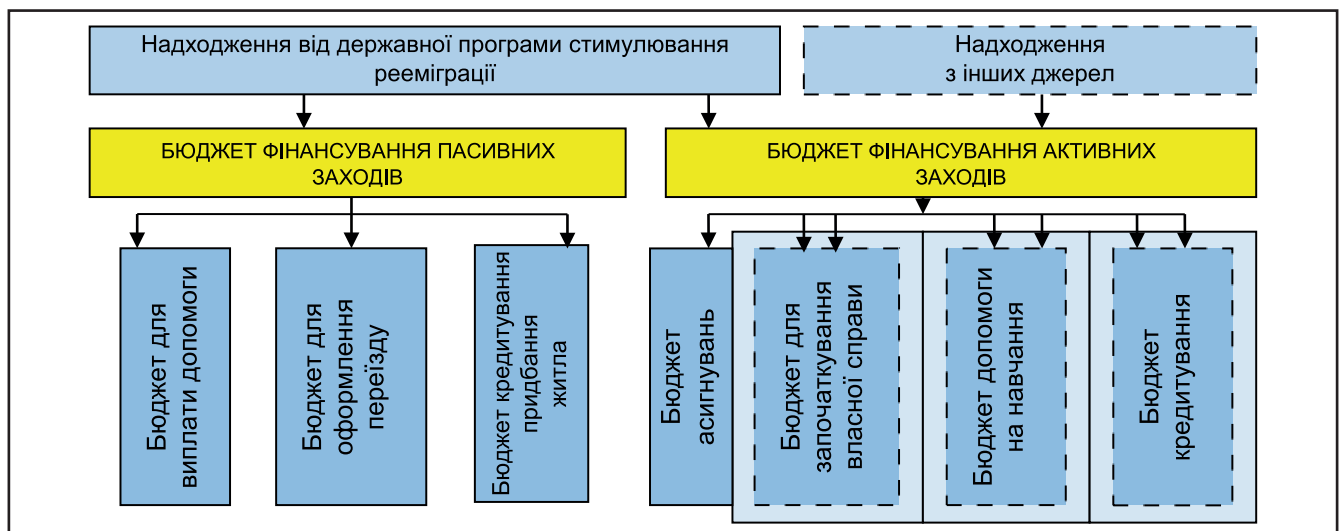 Надходження від державної програми стимулювання
рееміграції
Надходження
з інших джерел
БЮДЖЕТ ФІНАНСУВАННЯ ПАСИВНИХ
ЗАХОДІВ
БЮДЖЕТ ФІНАНСУВАННЯ АКТИВНИХ
ЗАХОДІВ
Бюджет для
виплати допомоги
Бюджет для
оформлення
переїзду
Бюджет кредитування
придбання
житла
Бюджет
асигнувань
Бюджет для
започаткування
власної справи
Бюджет допомоги
на навчання
Бюджет
кредитування